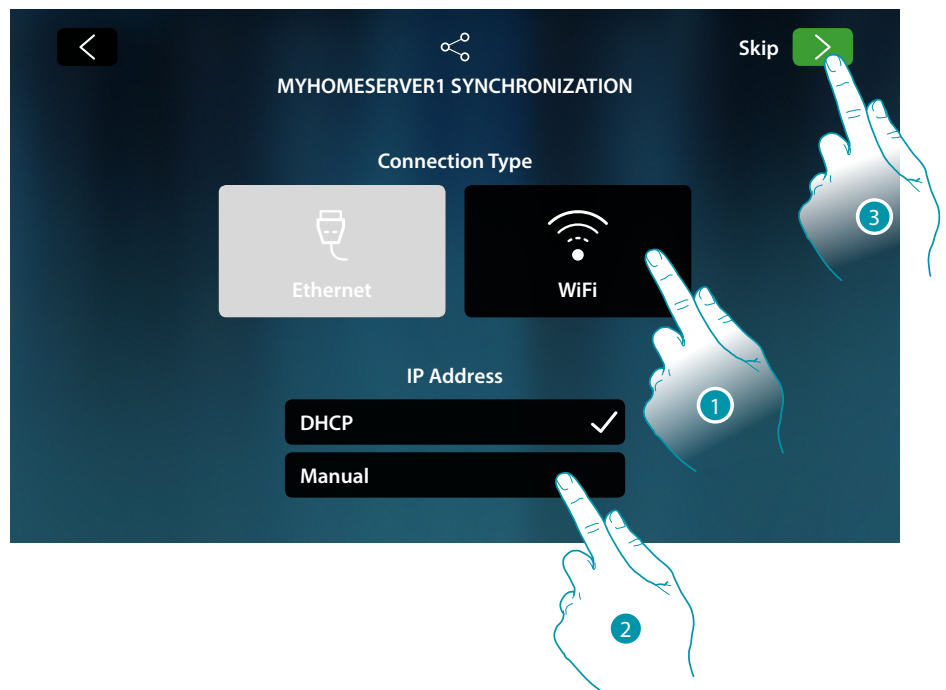 Skip
MYHOMESERVER1 SYNCHRONIZATION
Connection Type
Ethernet
WiFi
3
IP Address
1
DHCP
Manual
2